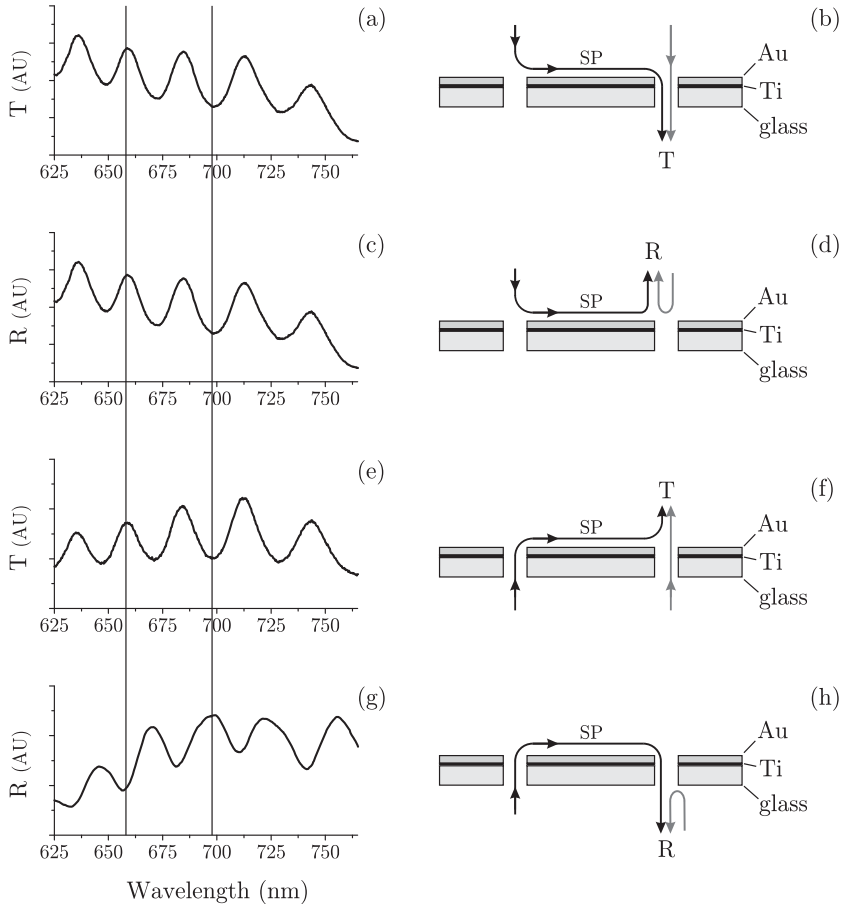 (a)
T (AU)
625 650 675 700 725 750
(b)
SP
Au
Ti
glass
T
(c)
R (AU)
625 650 675 700 725 750
(d)
R
SP
Au
Ti
glass
(e)
T (AU)
625 650 675 700 725 750
(f)
T
SP
Au
Ti
glass
(g)
R (AU)
625 650 675 700 725 750
Wavelength (nm)
(h)
SP
Au
Ti
glass
R